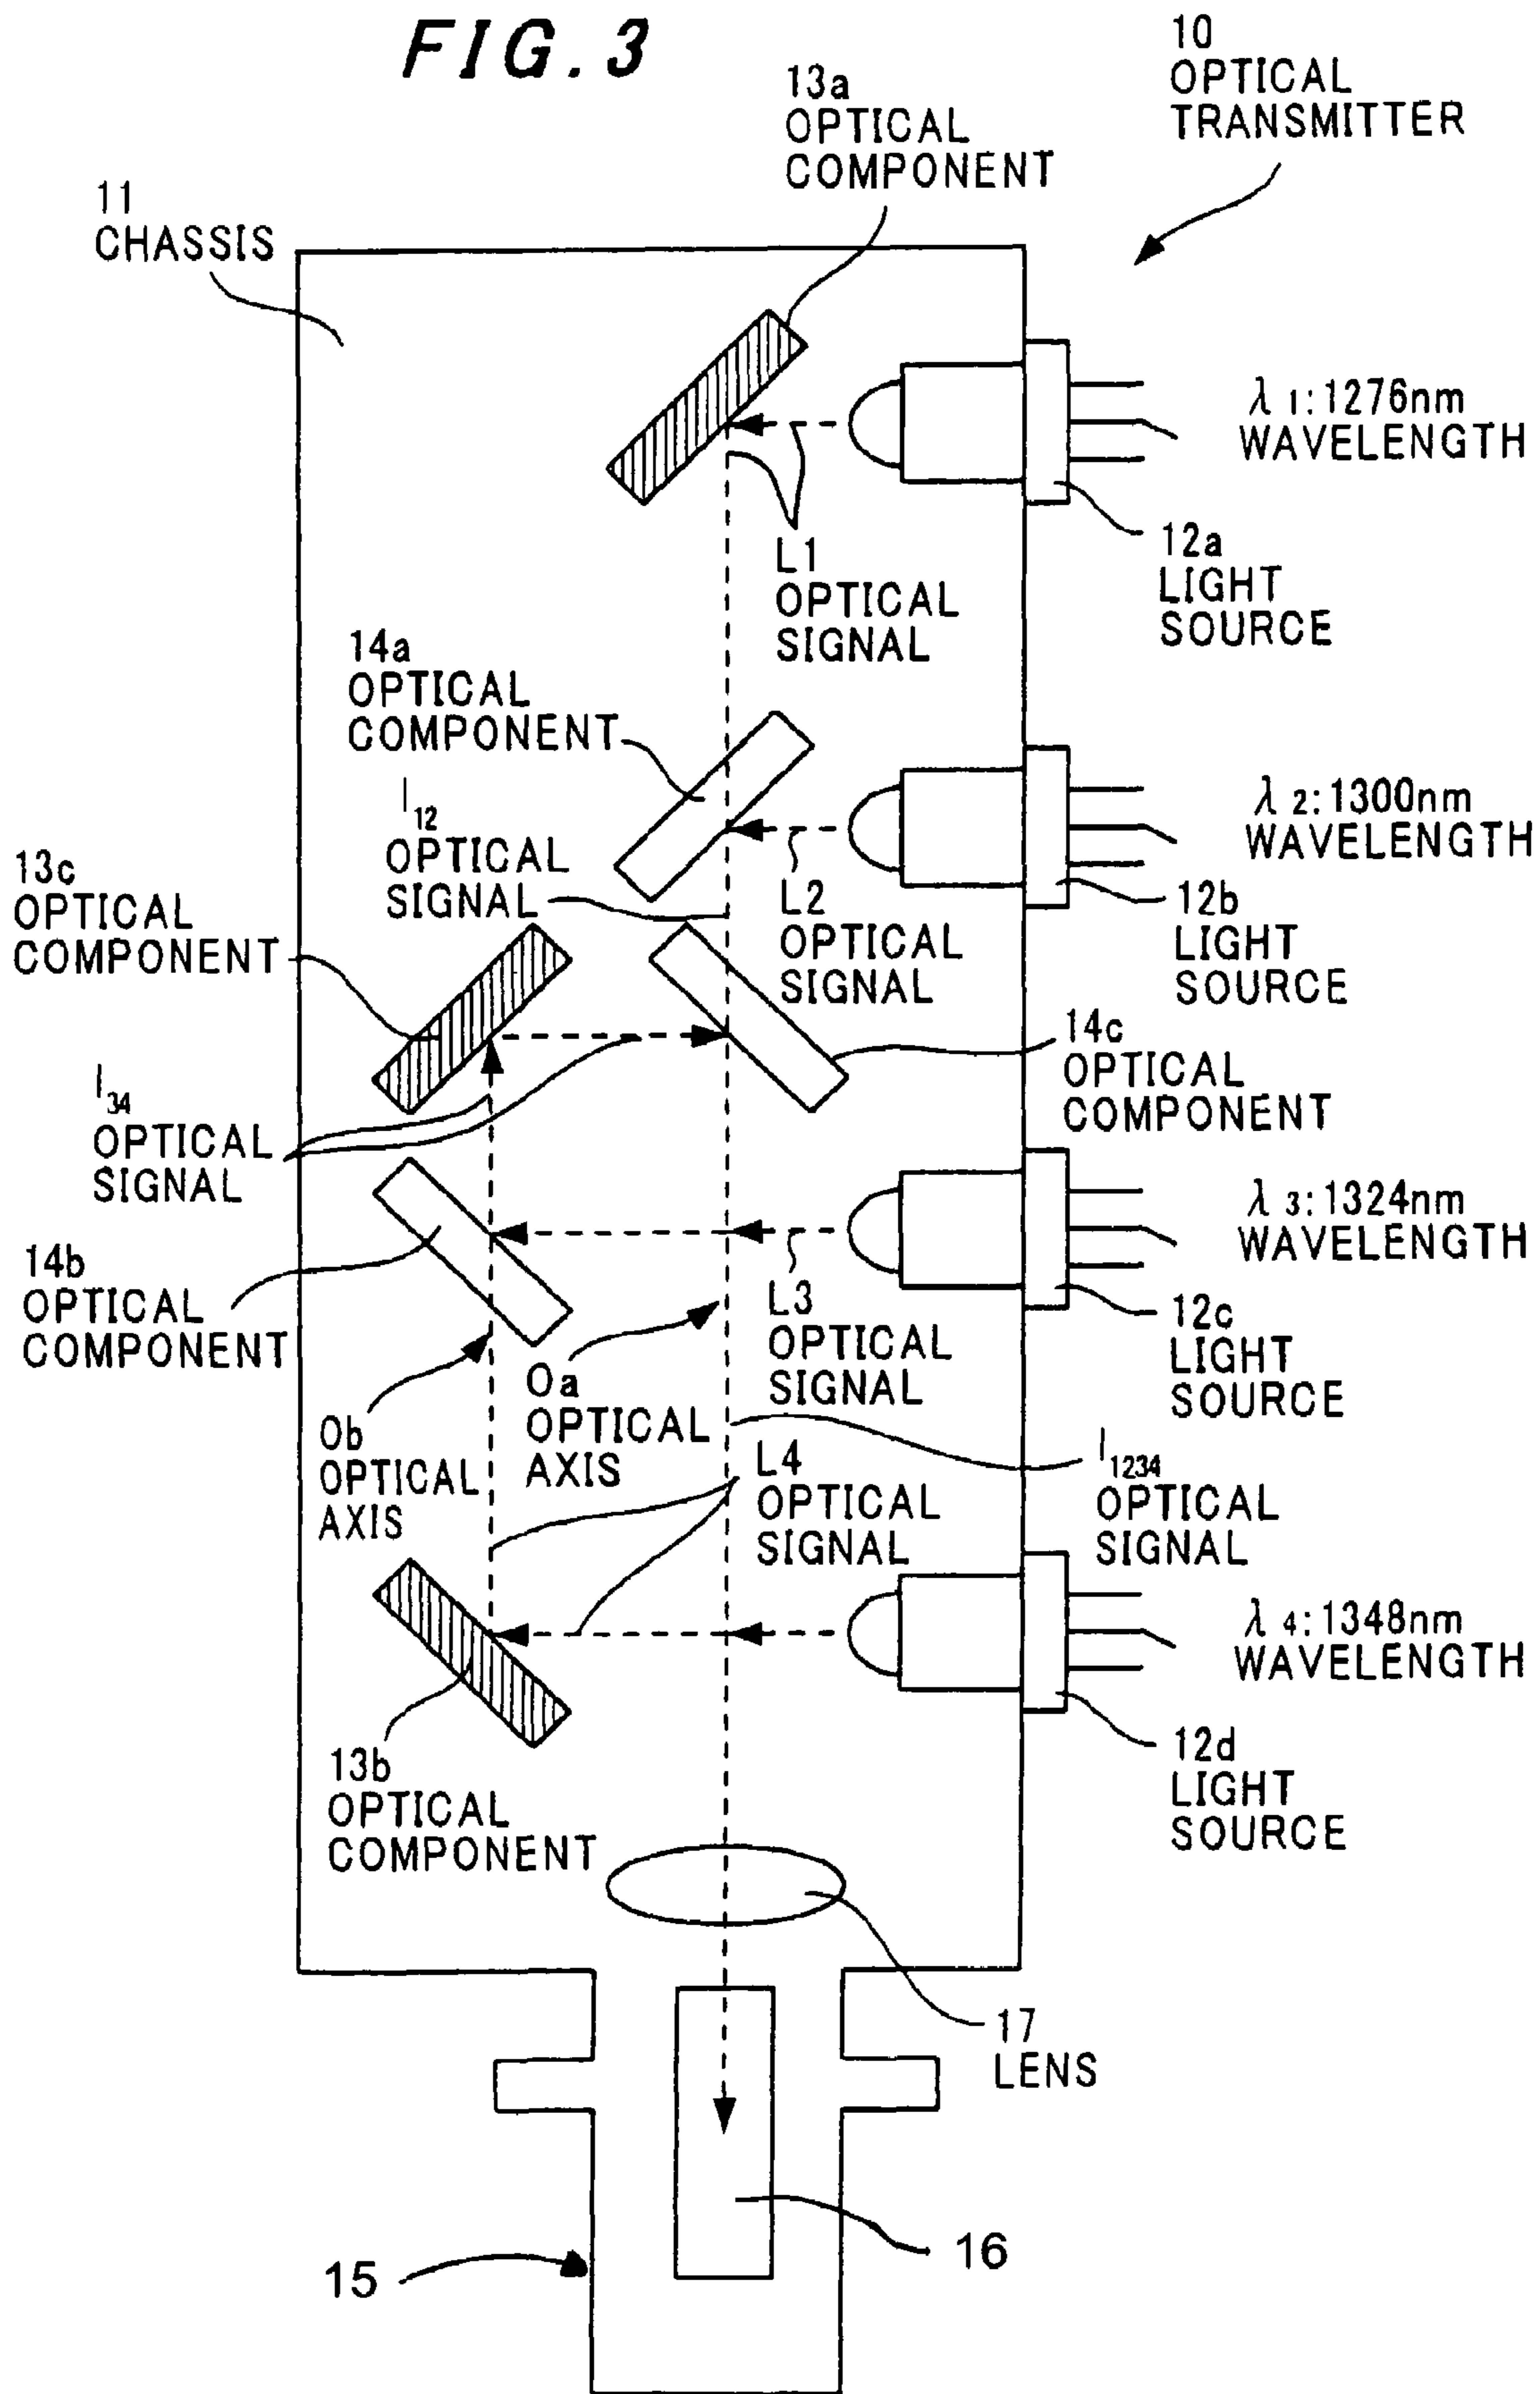 FIG. 3
10
OPTICAL
TRANSMITTER
13a
OPTICAL
COMPONENT
11
CHASSIS
λ1:1276nm
WAVELENGTH
12a
LIGHT
SOURCE
L1
OPTICAL
SIGNAL
14a
OPTICAL
COMPONENT
l12
OPTICAL
SIGNAL
λ2:1300nm
WAVELENGTH
13c
OPTICAL
COMPONENT
L2
OPTICAL
SIGNAL
12b
LIGHT
SOURCE
14c
OPTICAL
COMPONENT
l34
OPTICAL
SIGNAL
λ3:1324nm
WAVELENGTH
14b
OPTICAL
COMPONENT
L3
OPTICAL
SIGNAL
12c
LIGHT
SOURCE
Oa
OPTICAL
AXIS
Ob
OPTICAL
AXIS
L4
OPTICAL
SIGNAL
l1234
OPTICAL
SIGNAL
λ4:1348nm
WAVELENGTH
13b
OPTICAL
COMPONENT
12d
LIGHT
SOURCE
17
LENS
16
15